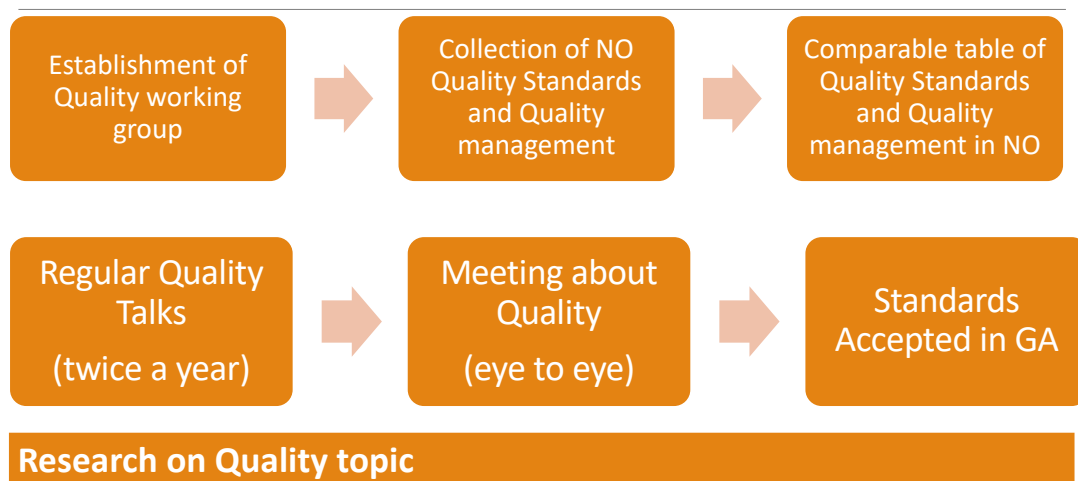 Establishment of
Quality working
group
Collection of NO
Quality Standards
and Quality
management
Comparable table of
Quality Standards
and Quality
management in NO
Regular Quality
Talks
(twice a year)
Meeting about
Quality
(eye to eye)
Standards
Accepted in GA
Research on Quality topic